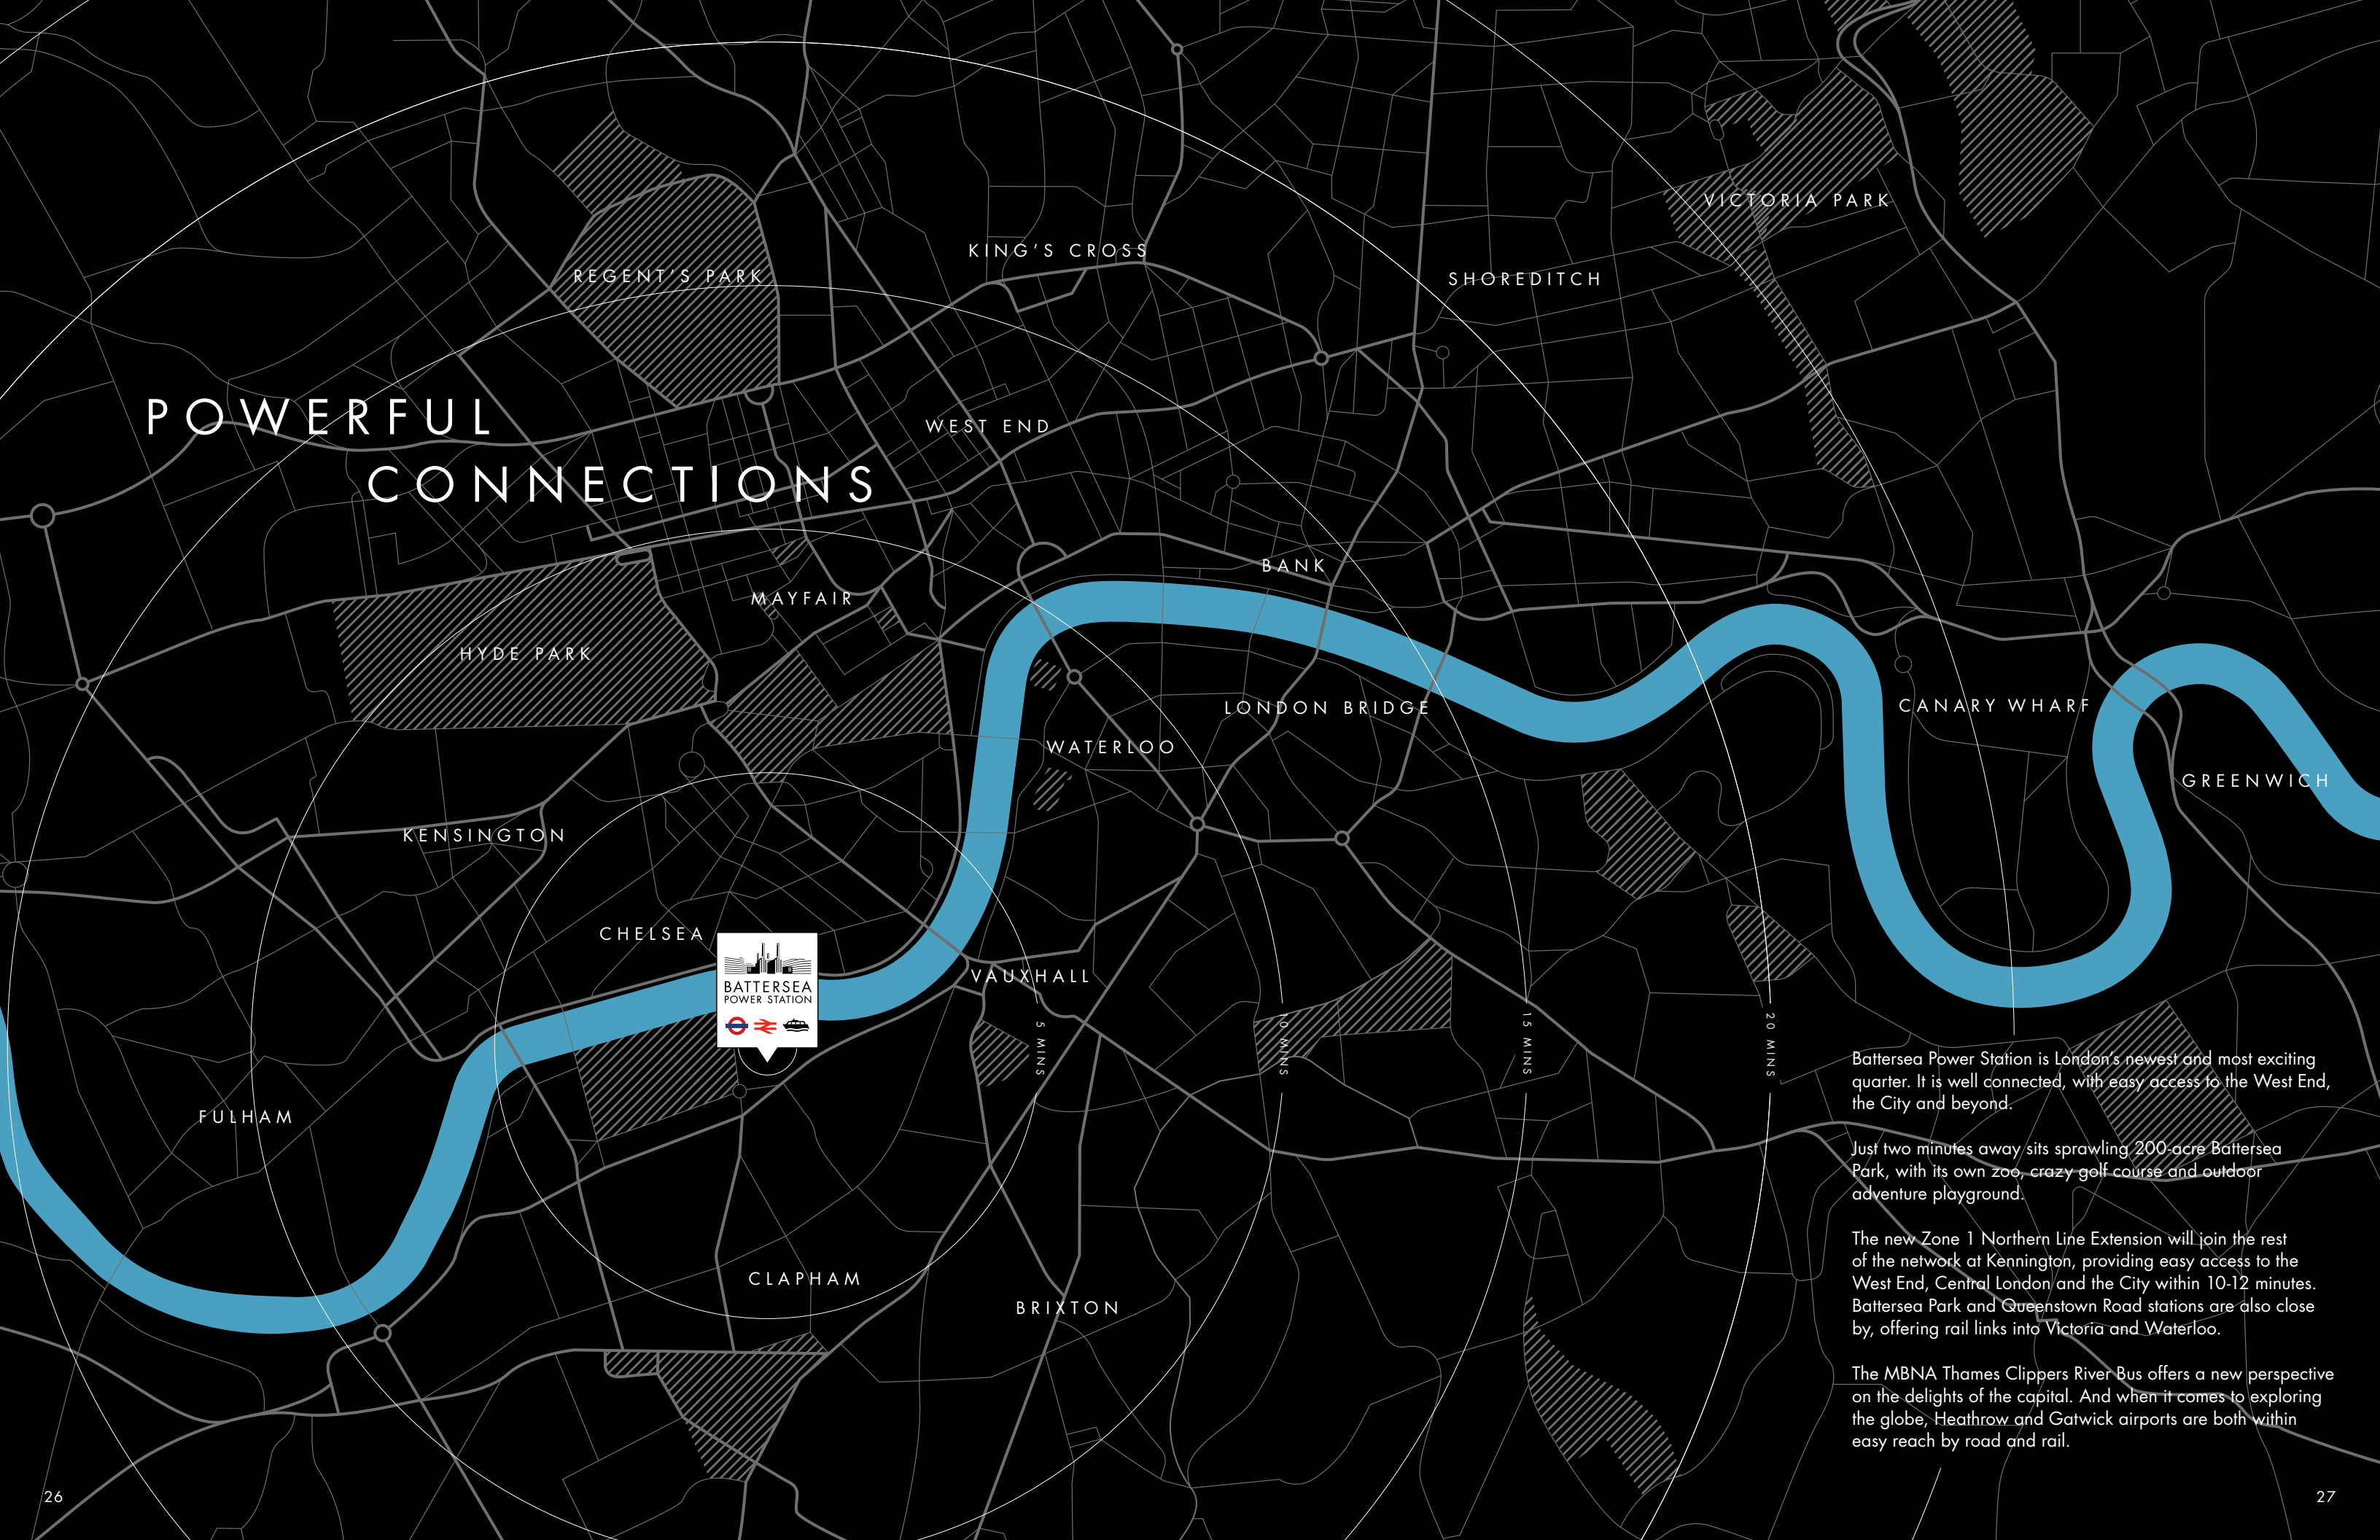 VICTORIA PARK
KING'S CROSS
REGENT'S PARK
SHOREDITCH
POWERFUL
CONNECTIONS
WEST END
BANK
MAYFAIR
HYDE PARK
LONDON BRIDGE
CANARY WHARF
WATERLOO
GREENWICH
KENSINGTON
CHELSEA
BATTERSEA
POWER STATION
VAUXHALL
5 MINS
10 MINS
15 MINS
20 MINS
FULHAM
CLAPHAM
BRIXTON
Battersea Power Station is London's newest and most exciting
quarter. It is well connected, with easy access to the West End,
the City and beyond.
Just two minutes away sits sprawling 200-acre Battersea
Park, with its own zoo, crazy golf course and outdoor
adventure playground.
The new Zone 1 Northern Line Extension will join the rest
of the network at Kennington, providing easy access to the
West End, Central London and the City within 10-12 minutes.
Battersea Park and Queenstown Road stations are also close
by, offering rail links into Victoria and Waterloo.
The MBNA Thames Clippers River Bus offers a new perspective
on the delights of the capital. And when it comes to exploring
the globe, Heathrow and Gatwick airports are both within
easy reach by road and rail.
26
27